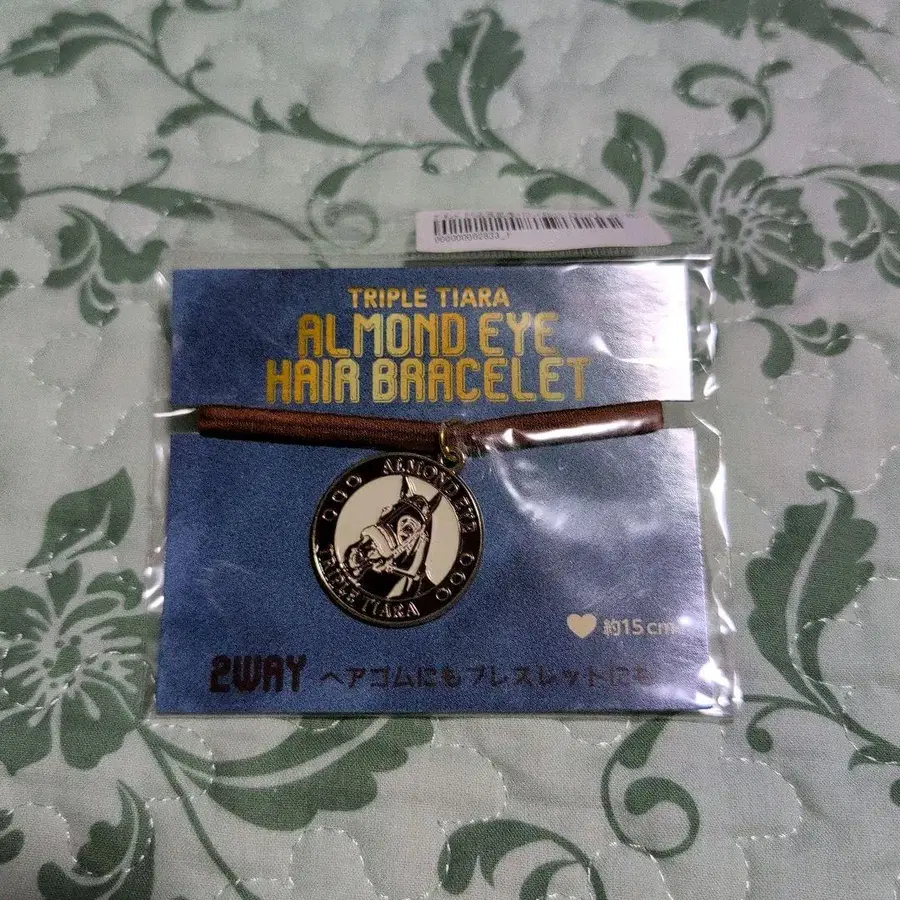 000000002833_1
TRIPLE TIARA
ALMOND EYE
HAIR BRACELET
ALMOND EYE
TRIPLE TIARA
約15cm
2WAY ヘアゴムにもブレスレットにも